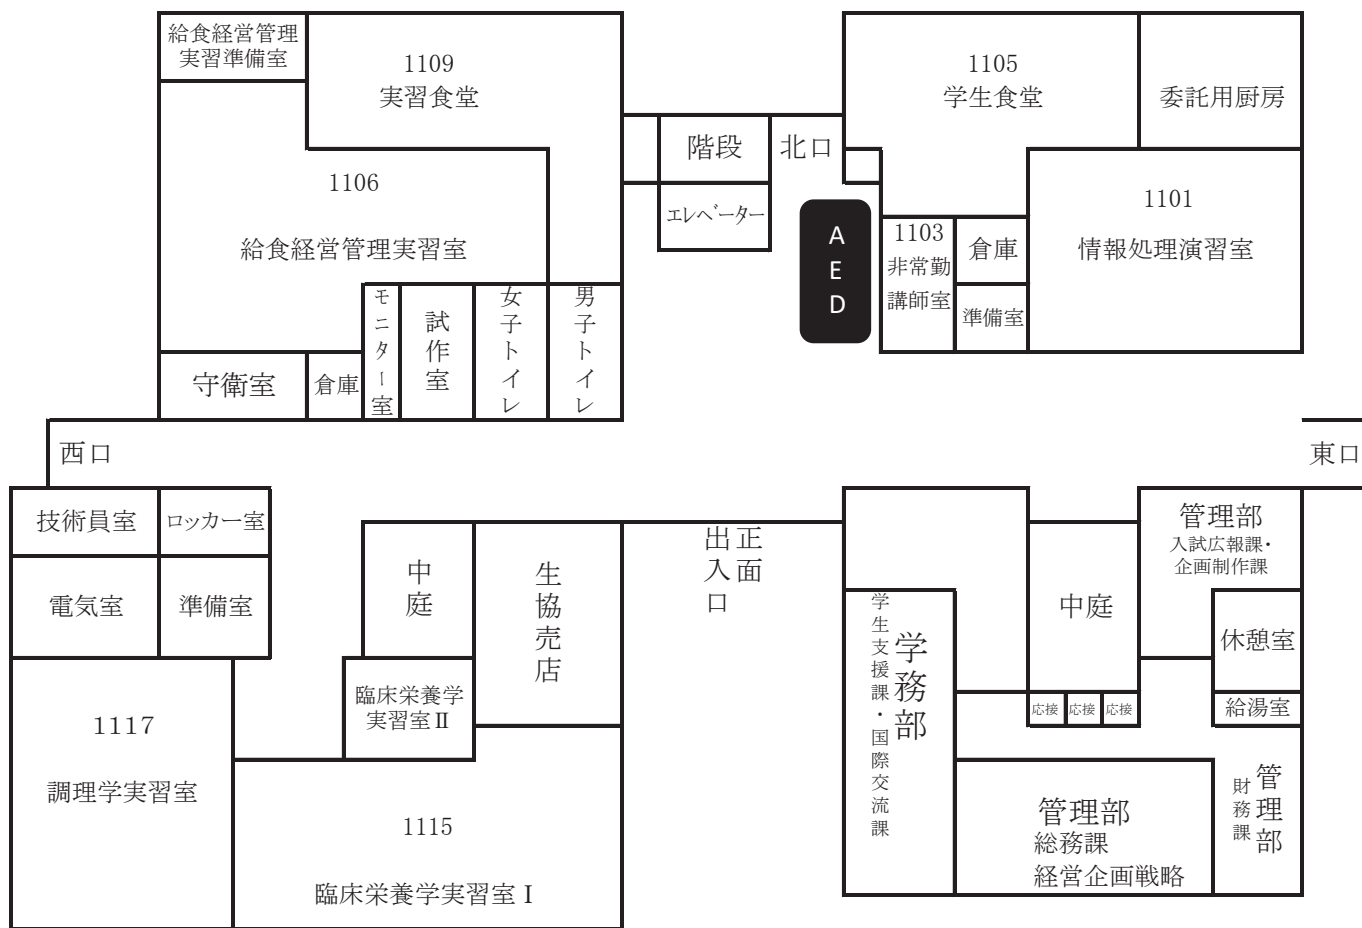 給食経営管理
実習準備室
1109
実習食堂
1105
学生食堂
委託用厨房
階段
北口
エレベーター
1106
給食経営管理実習室
AED
1103
非常勤
講師室
倉庫
準備室
1101
情報処理演習室
守衛室
倉庫
モニター室
試作室
女子トイレ
男子トイレ
西口
東口
技術員室
ロッカー室
電気室
準備室
中庭
生協売店
正面
出入口
管理部
入試広報課・
企画制作課
中庭
休憩室
給湯室
応接
応接
応接
学務部
学生支援課・国際交流課
臨床栄養学
実習室Ⅱ
1117
調理学実習室
1115
臨床栄養学実習室Ⅰ
管理部
総務課
経営企画戦略
管理部
財務課